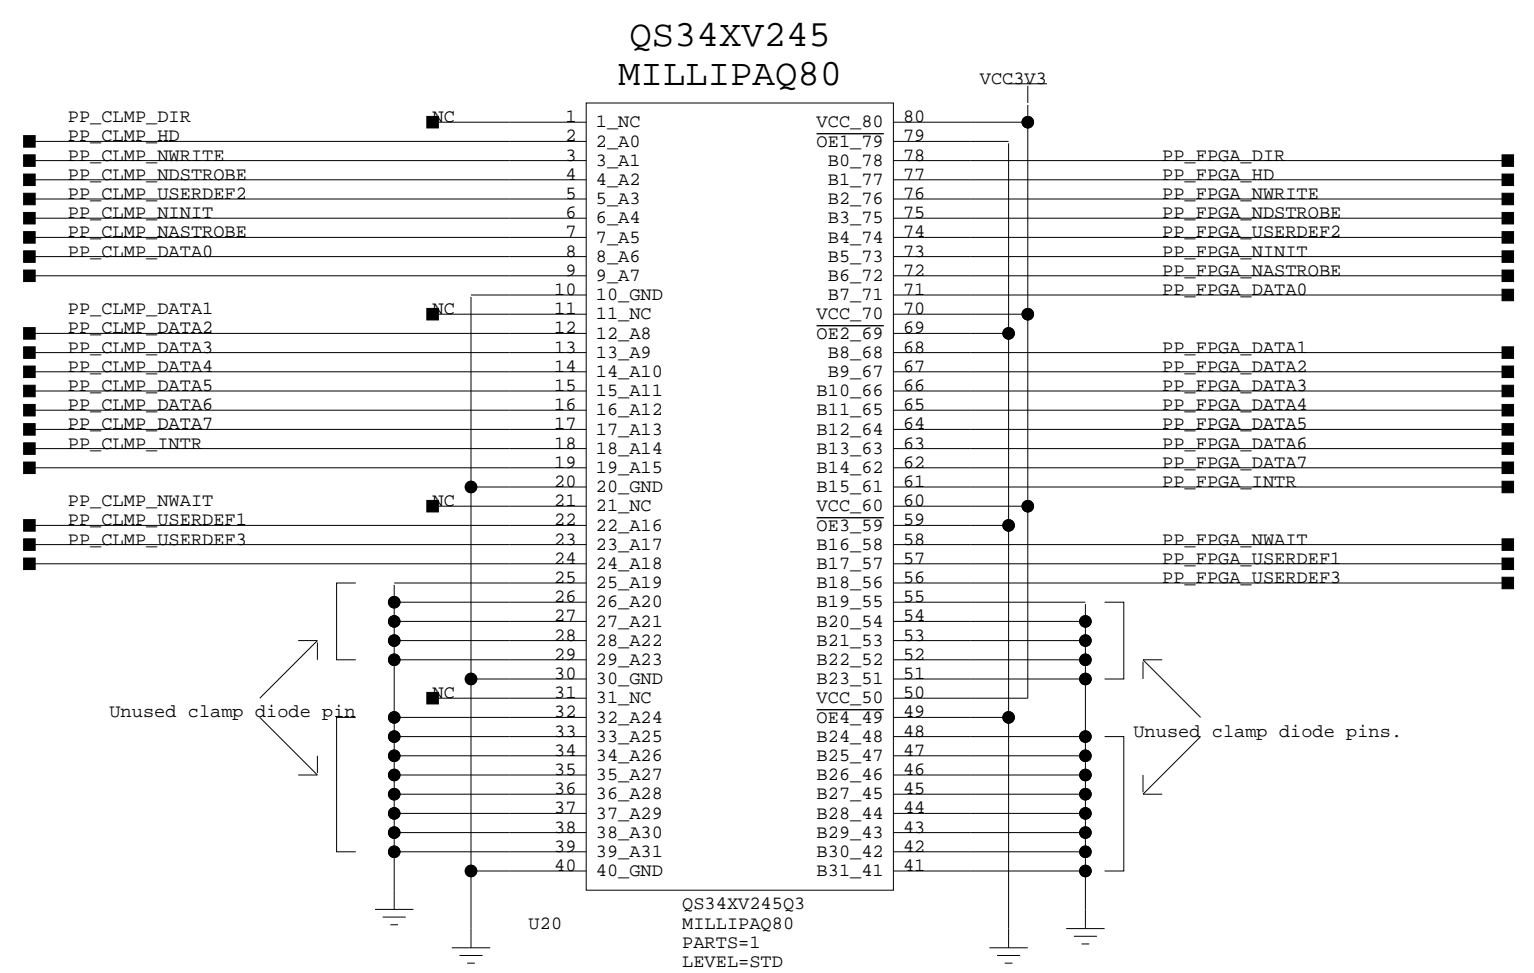 QS34XV245
MILLIPAQ80
VCC3V3
PP_CLMP_DIR NC 1 1_NC VCC_80 80
PP_CLMP_HD 2 2_A0 OE1_79 79
PP_CLMP_NWRITE 3 3_A1 B0_78 78 PP_FPGA_DIR
PP_CLMP_NDSTROBE 4 4_A2 B1_77 77 PP_FPGA_HD
PP_CLMP_USERDEF2 5 5_A3 B2_76 76 PP_FPGA_NWRITE
PP_CLMP_NINIT 6 6_A4 B3_75 75 PP_FPGA_NDSTROBE
PP_CLMP_NASTROBE 7 7_A5 B4_74 74 PP_FPGA_USERDEF2
PP_CLMP_DATA0 8 8_A6 B5_73 73 PP_FPGA_NINIT
9 9_A7 B6_72 72 PP_FPGA_NASTROBE
10 10_GND B7_71 71 PP_FPGA_DATA0
PP_CLMP_DATA1 NC 11 11_NC VCC_70 70
PP_CLMP_DATA2 12 12_A8 OE2_69 69
PP_CLMP_DATA3 13 13_A9 B8_68 68 PP_FPGA_DATA1
PP_CLMP_DATA4 14 14_A10 B9_67 67 PP_FPGA_DATA2
PP_CLMP_DATA5 15 15_A11 B10_66 66 PP_FPGA_DATA3
PP_CLMP_DATA6 16 16_A12 B11_65 65 PP_FPGA_DATA4
PP_CLMP_DATA7 17 17_A13 B12_64 64 PP_FPGA_DATA5
PP_CLMP_INTR 18 18_A14 B13_63 63 PP_FPGA_DATA6
19 19_A15 B14_62 62 PP_FPGA_DATA7
20 20_GND B15_61 61 PP_FPGA_INTR
PP_CLMP_NWAIT NC 21 21_NC VCC_60 60
PP_CLMP_USERDEF1 22 22_A16 OE3_59 59
PP_CLMP_USERDEF3 23 23_A17 B16_58 58 PP_FPGA_NWAIT
24 24_A18 B17_57 57 PP_FPGA_USERDEF1
25 25_A19 B18_56 56 PP_FPGA_USERDEF3
26 26_A20 B19_55 55
27 27_A21 B20_54 54
28 28_A22 B21_53 53
29 29_A23 B22_52 52
30 30_GND B23_51 51
NC 31 31_NC VCC_50 50
Unused clamp diode pin 32 32_A24 OE4_49 49
33 33_A25 B24_48 48 Unused clamp diode pins.
34 34_A26 B25_47 47
35 35_A27 B26_46 46
36 36_A28 B27_45 45
37 37_A29 B28_44 44
38 38_A30 B29_43 43
39 39_A31 B30_42 42
40 40_GND B31_41 41
QS34XV245Q3
U20 MILLIPAQ80
PARTS=1
LEVEL=STD